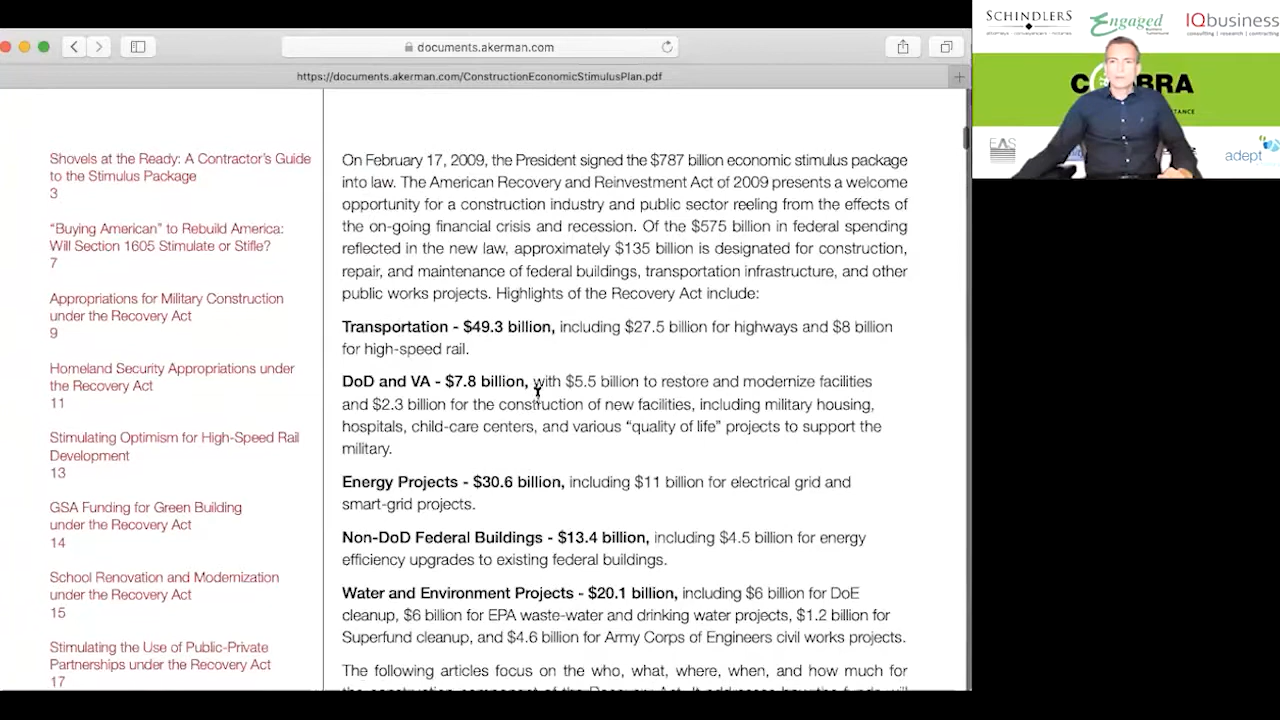 documents.akerman.com
https://documents.akerman.com/ConstructionEconomicStimulusPlan.pdf
Shovels at the Ready: A Contractor's Guide
to the Stimulus Package
3
“Buying American” to Rebuild America:
Will Section 1605 Stimulate or Stifle?
7
Appropriations for Military Construction
under the Recovery Act
9
Homeland Security Appropriations under
the Recovery Act
11
Stimulating Optimism for High-Speed Rail
Development
13
GSA Funding for Green Building
under the Recovery Act
14
School Renovation and Modernization
under the Recovery Act
15
Stimulating the Use of Public-Private
Partnerships under the Recovery Act
17
On February 17, 2009, the President signed the $787 billion economic stimulus package
into law. The American Recovery and Reinvestment Act of 2009 presents a welcome
opportunity for a construction industry and public sector reeling from the effects of
the on-going financial crisis and recession. Of the $575 billion in federal spending
reflected in the new law, approximately $135 billion is designated for construction,
repair, and maintenance of federal buildings, transportation infrastructure, and other
public works projects. Highlights of the Recovery Act include:
Transportation - $49.3 billion, including $27.5 billion for highways and $8 billion
for high-speed rail.
DoD and VA - $7.8 billion, with $5.5 billion to restore and modernize facilities
and $2.3 billion for the construction of new facilities, including military housing,
hospitals, child-care centers, and various “quality of life” projects to support the
military.
Energy Projects - $30.6 billion, including $11 billion for electrical grid and
smart-grid projects.
Non-DoD Federal Buildings - $13.4 billion, including $4.5 billion for energy
efficiency upgrades to existing federal buildings.
Water and Environment Projects - $20.1 billion, including $6 billion for DoE
cleanup, $6 billion for EPA waste-water and drinking water projects, $1.2 billion for
Superfund cleanup, and $4.6 billion for Army Corps of Engineers civil works projects.
The following articles focus on the who, what, where, when, and how much for
SCHINDLERS
Engaged
IQbusiness
consulting | research | contracting
C BRA
EAS
adept